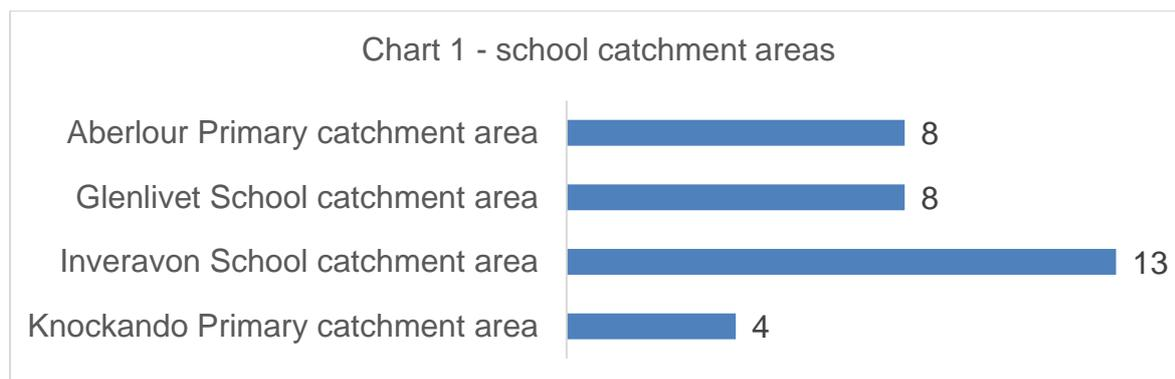 Chart 1 - school catchment areas
Aberlour Primary catchment area 8
Glenlivet School catchment area 8
Inveravon School catchment area 13
Knockando Primary catchment area 4